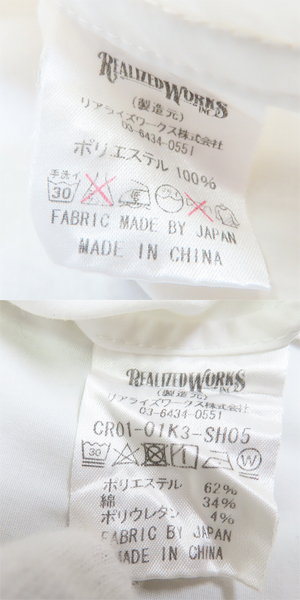 REALIZED WORKS
INC.
(製造元)
リアライズワークス株式会社
03-6434-0551
ポリエステル 100%
手洗イ
30
FABRIC MADE BY JAPAN
MADE IN CHINA
REALIZED WORKS
INC.
(製造元)
リアライズワークス株式会社
03-6434-0551
CR01-01K3-SH05
30
W
ポリエステル 62%
綿 34%
ポリウレタン 4%
FABRIC BY JAPAN
MADE IN CHINA